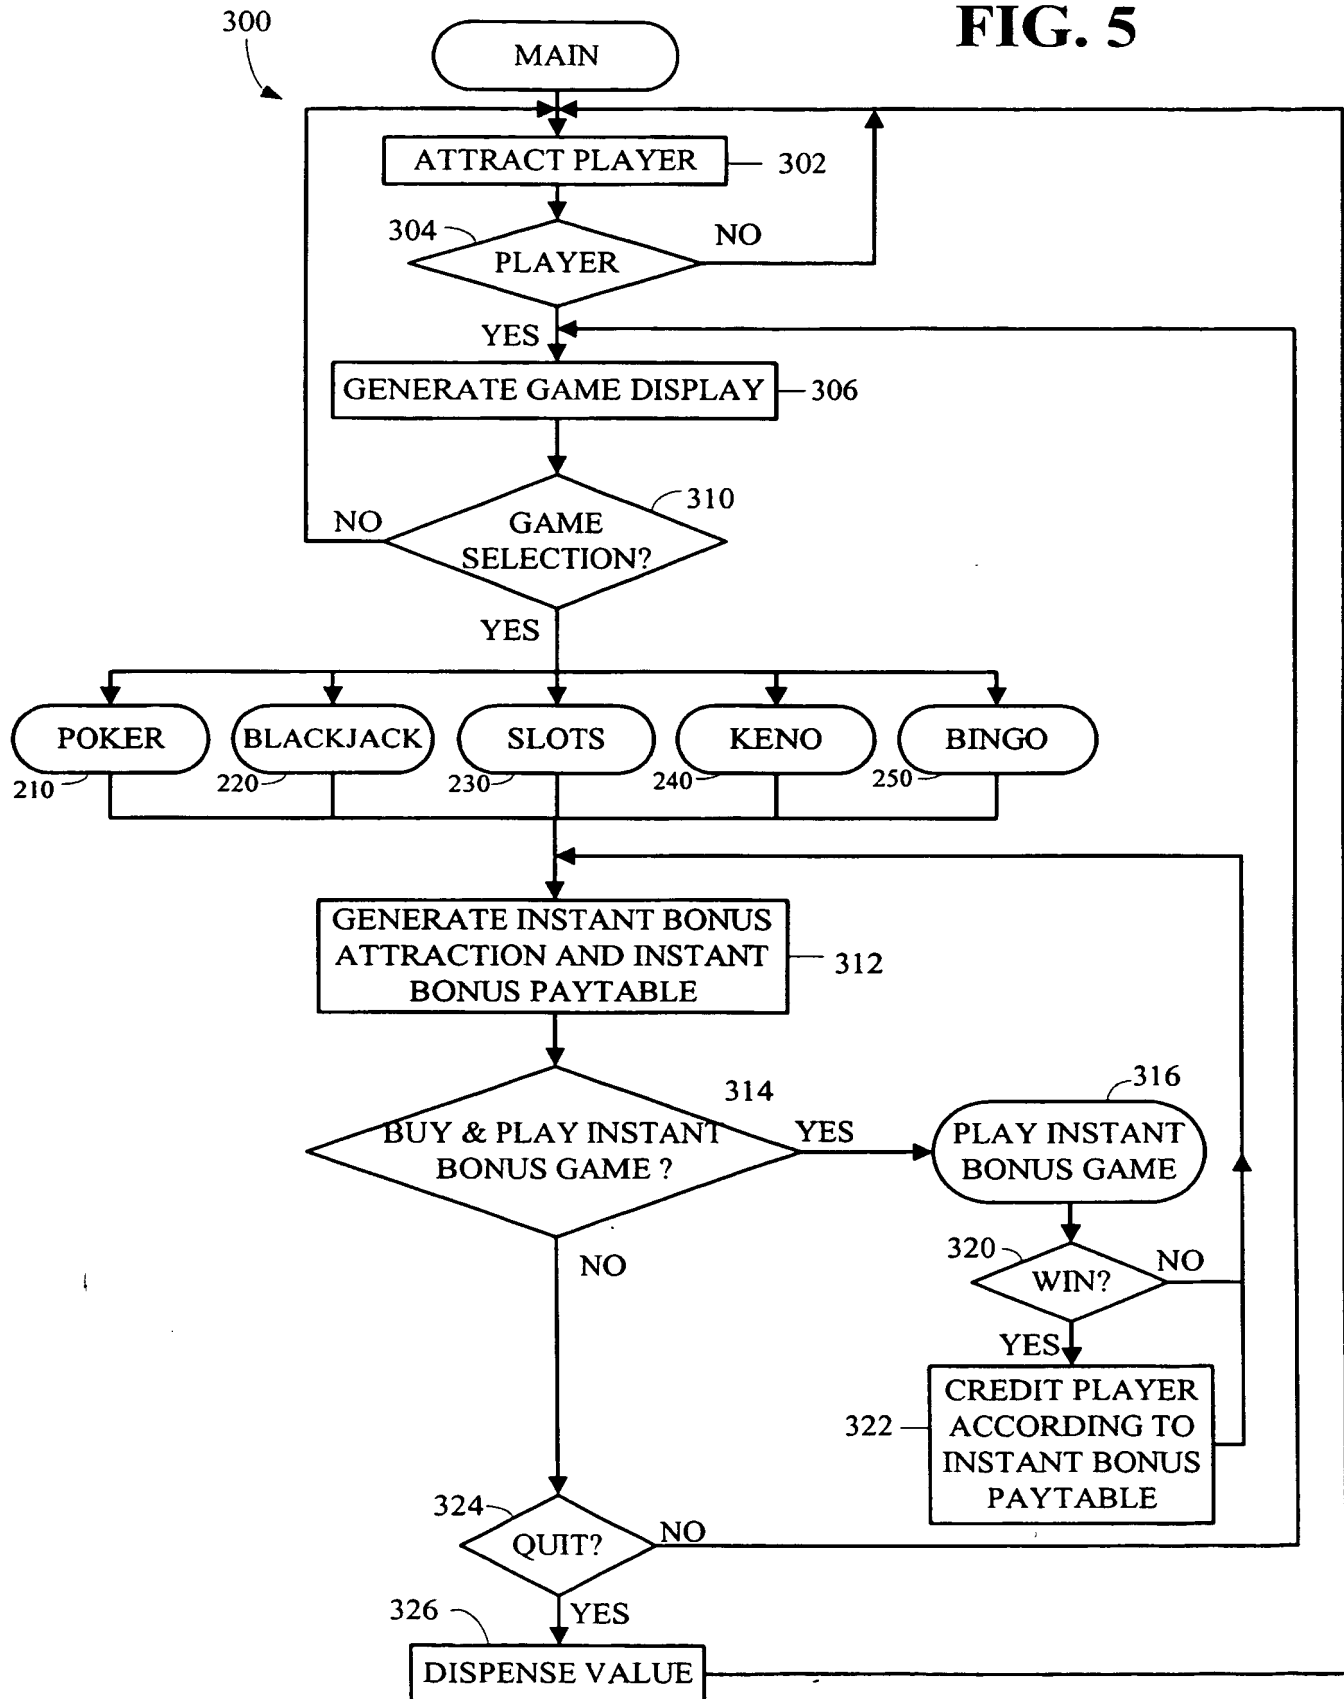 FIG. 5
300
MAIN
ATTRACT PLAYER
302
304
PLAYER
NO
YES
GENERATE GAME DISPLAY
306
310
GAME
SELECTION?
NO
YES
POKER
BLACKJACK
SLOTS
KENO
BINGO
210
220
230
240
250
GENERATE INSTANT BONUS
ATTRACTION AND INSTANT
BONUS PAYTABLE
312
314
BUY & PLAY INSTANT
BONUS GAME ?
YES
316
PLAY INSTANT
BONUS GAME
NO
320
WIN?
NO
YES
322
CREDIT PLAYER
ACCORDING TO
INSTANT BONUS
PAYTABLE
324
QUIT?
NO
YES
326
DISPENSE VALUE